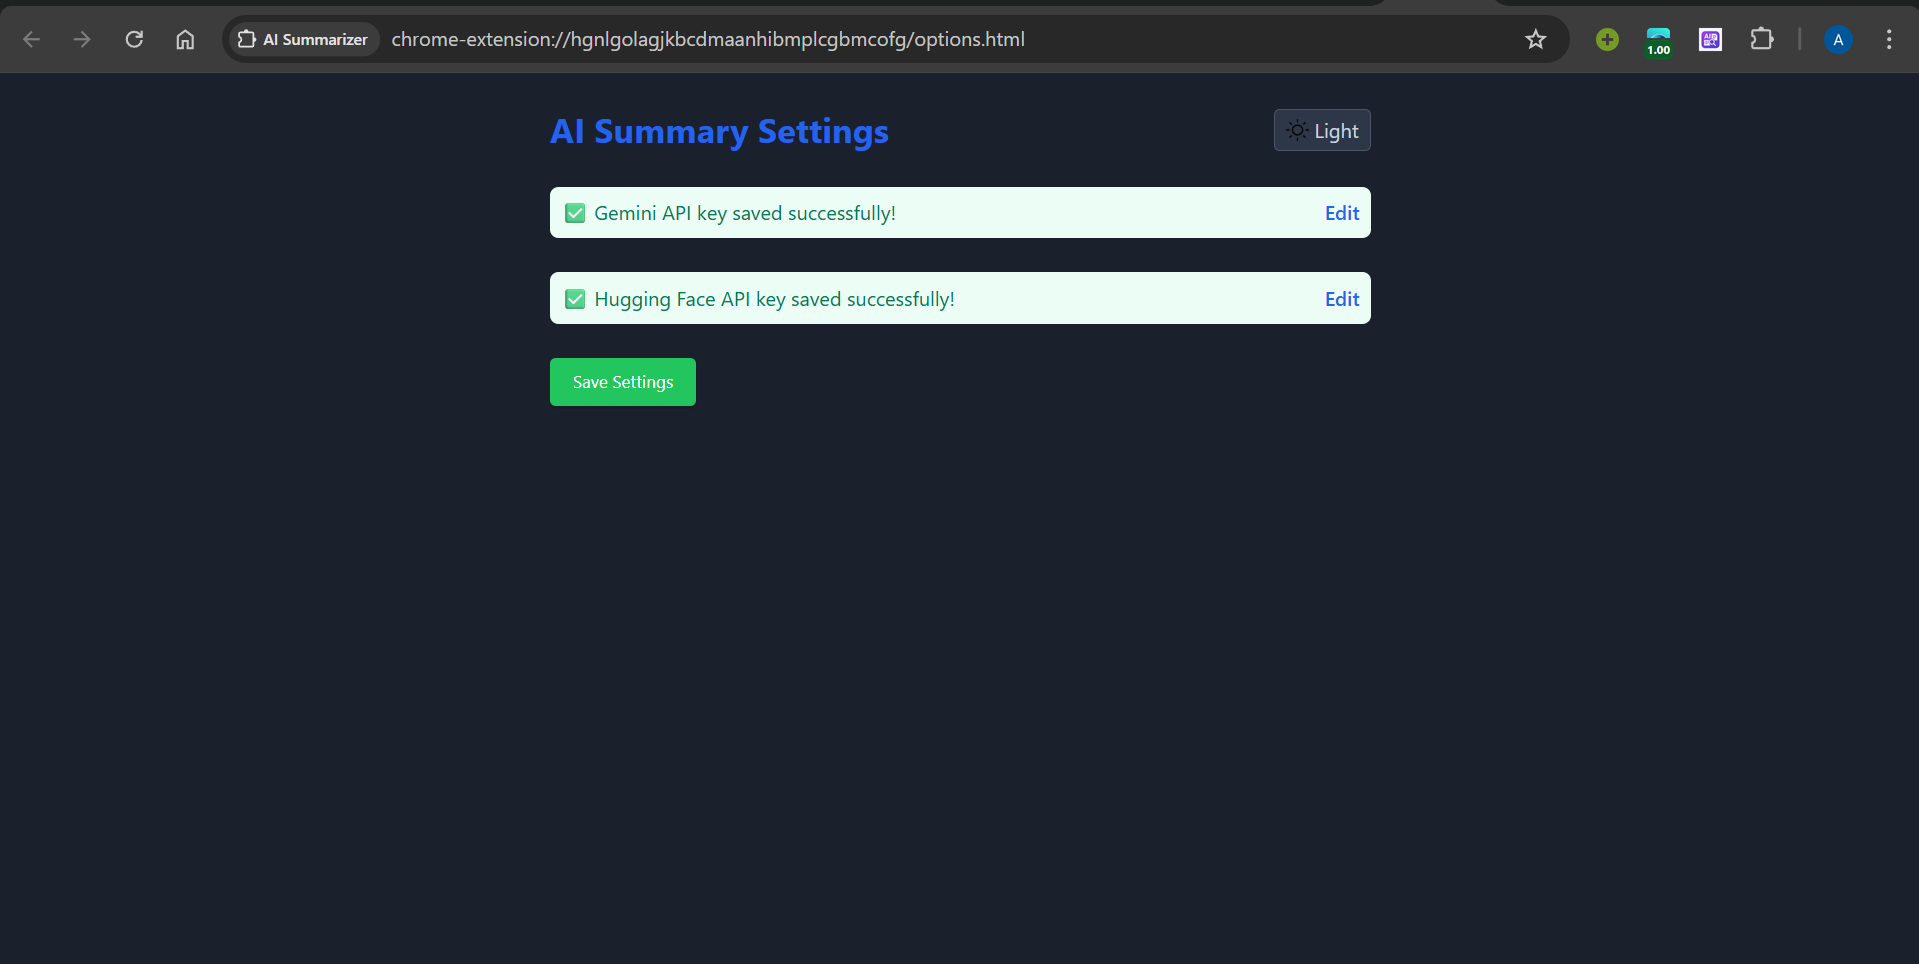 AI Summarizer chrome-extension://hgnlgolagjkbcdmaanhibmplcgbmcofg/options.html
1.00
A
AI Summary Settings
Light
✅ Gemini API key saved successfully! Edit
✅ Hugging Face API key saved successfully! Edit
Save Settings